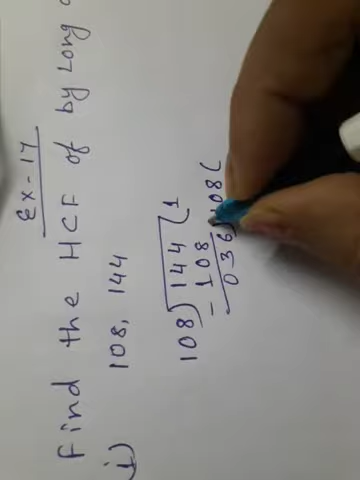 Ex-17
Find the HCF of by Long
i) 108, 144
108)144(1
-108
036)108(